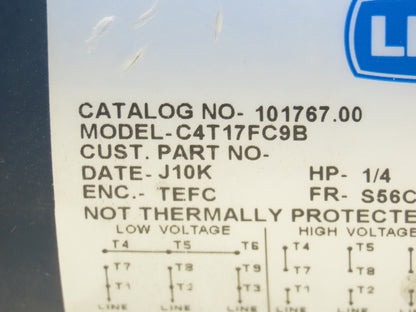 LE
CATALOG NO- 101767.00
MODEL-C4T17FC9B
CUST. PART NO-
DATE- J10K HP- 1/4
ENC.- TEFC FR- S56C
NOT THERMALLY PROTECTE
LOW VOLTAGE HIGH VOLTAGE
T4 T5 T6 T4 T5
T7 T8 T9 T7 T8
T1 T2 T3 T1 T2
LINE LINE LINE LINE